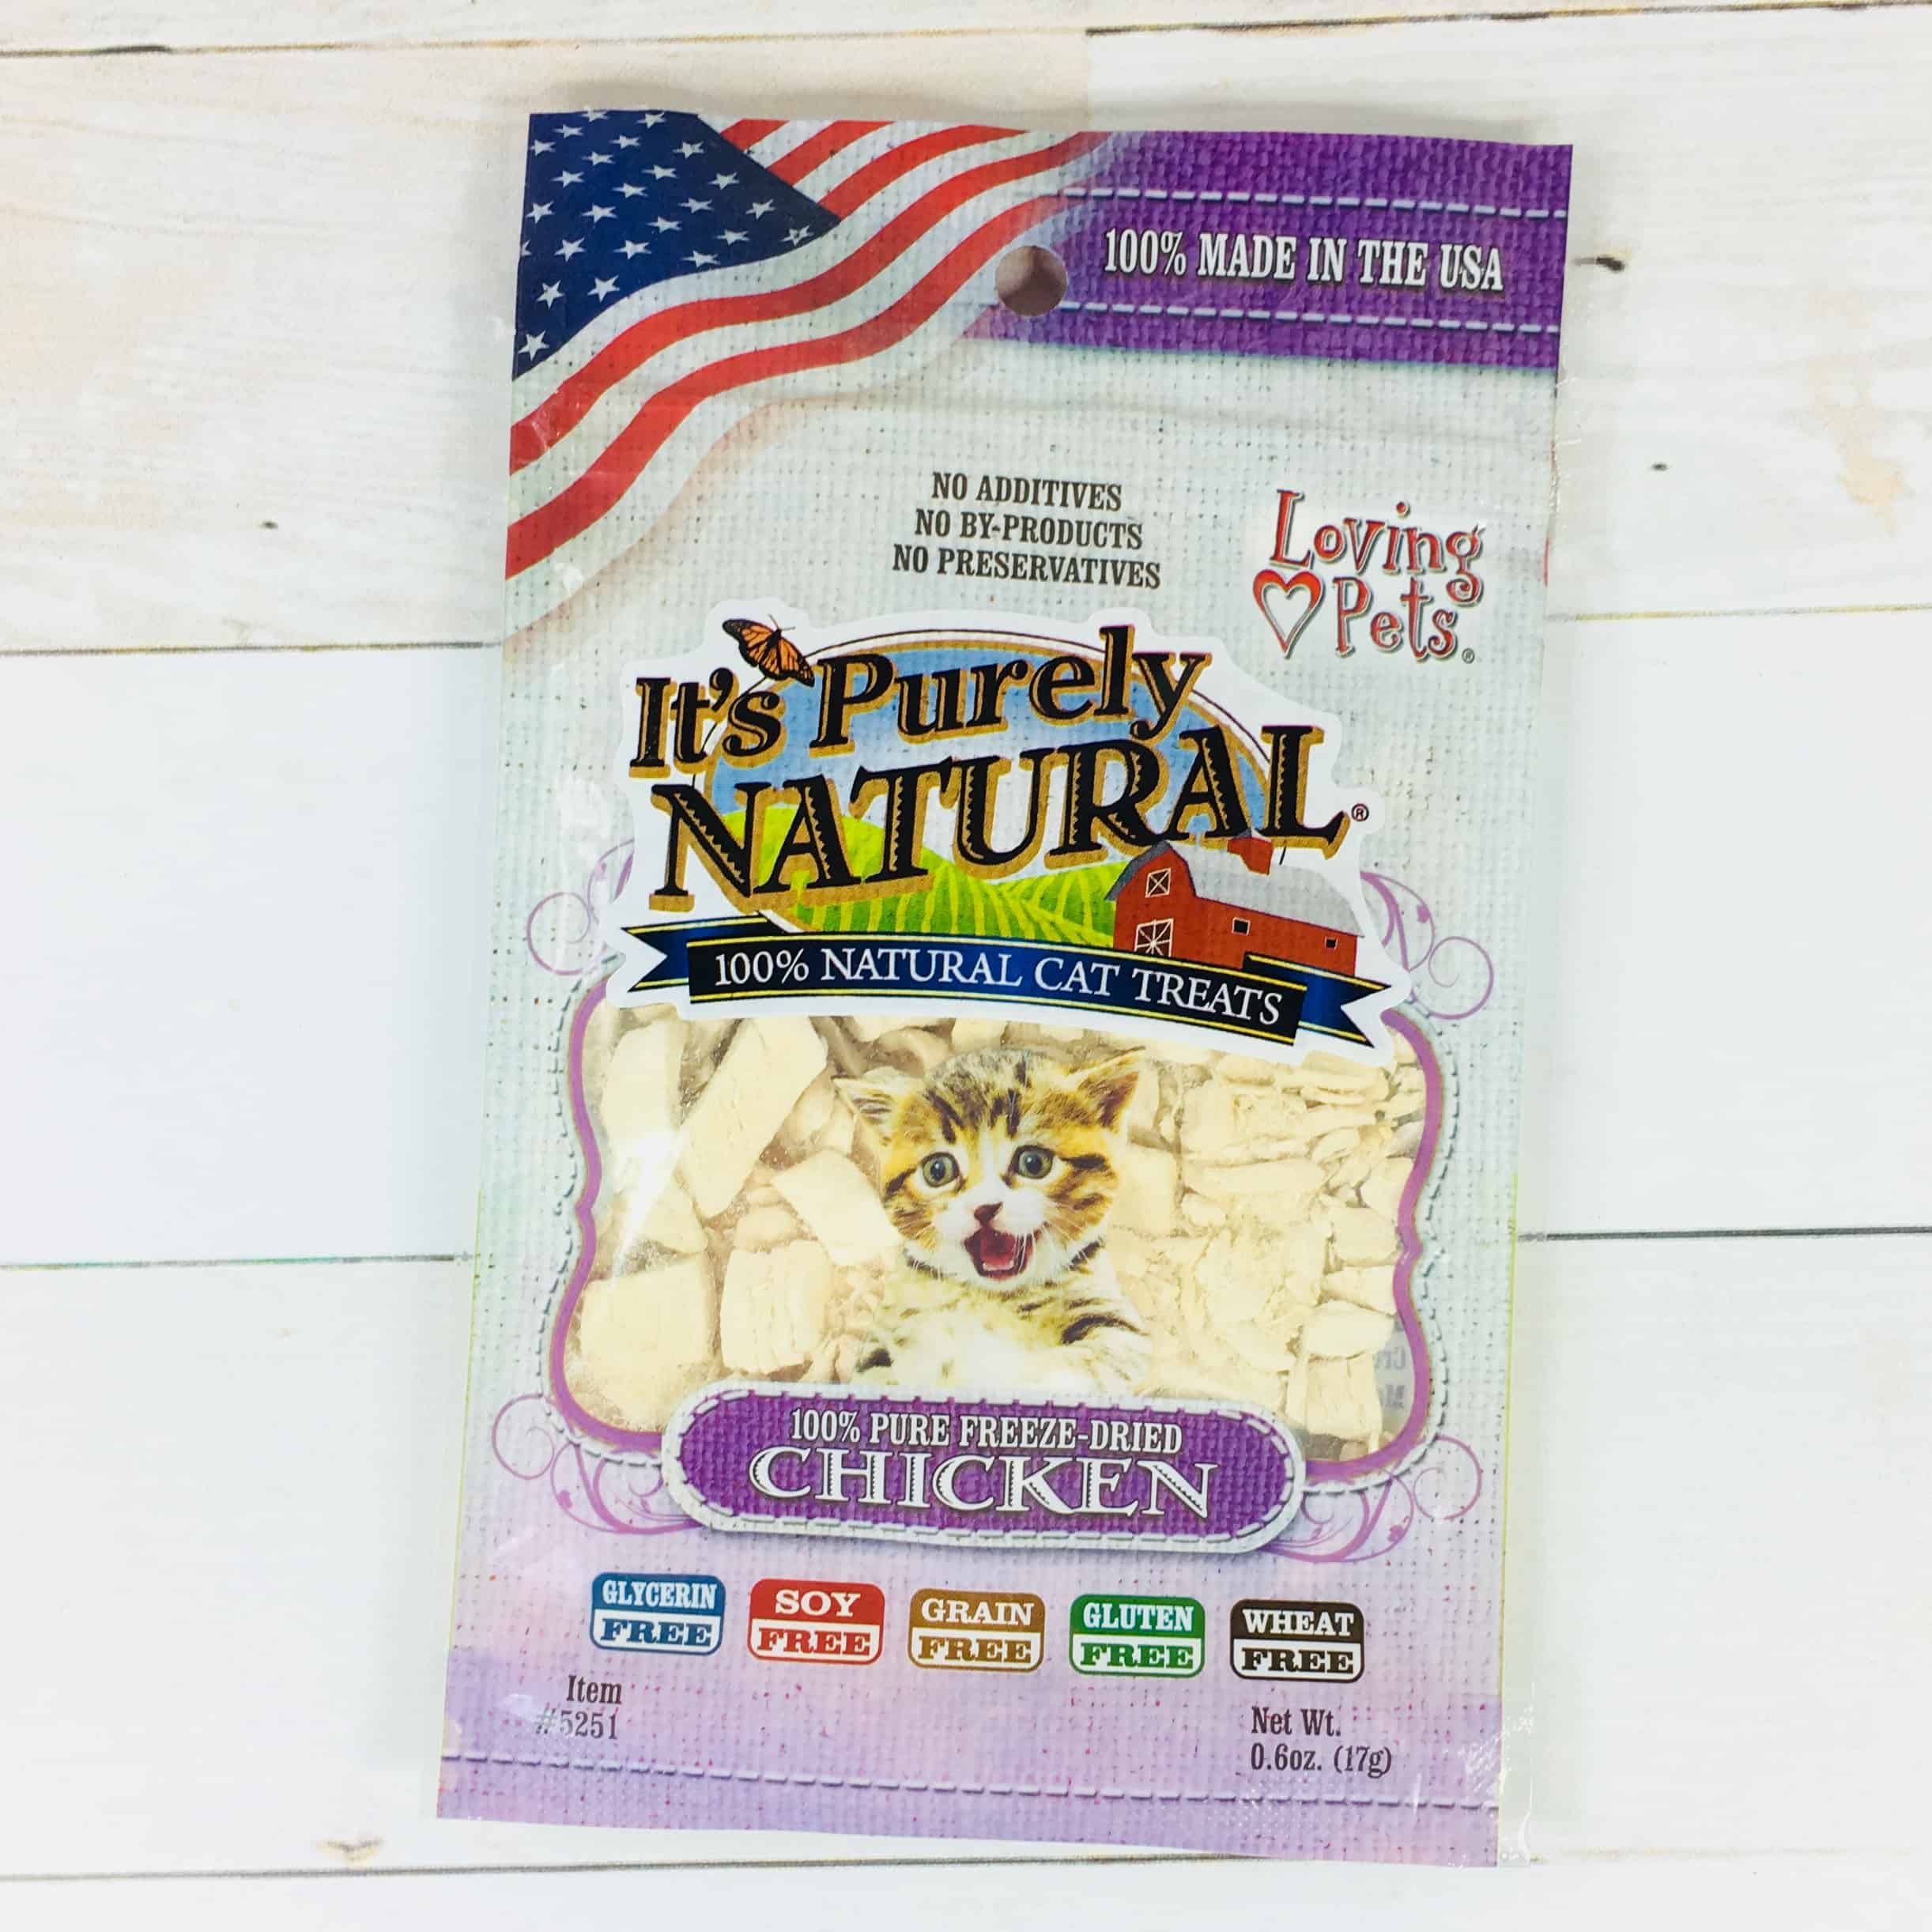 100% MADE IN THE USA
NO ADDITIVES
NO BY-PRODUCTS
NO PRESERVATIVES
Loving
Pets®
It's Purely
NATURAL®
100% NATURAL CAT TREATS
100% PURE FREEZE-DRIED
CHICKEN
GLYCERIN
FREE
SOY
FREE
GRAIN
FREE
GLUTEN
FREE
WHEAT
FREE
Item
#5251
Net Wt.
0.6oz. (17g)